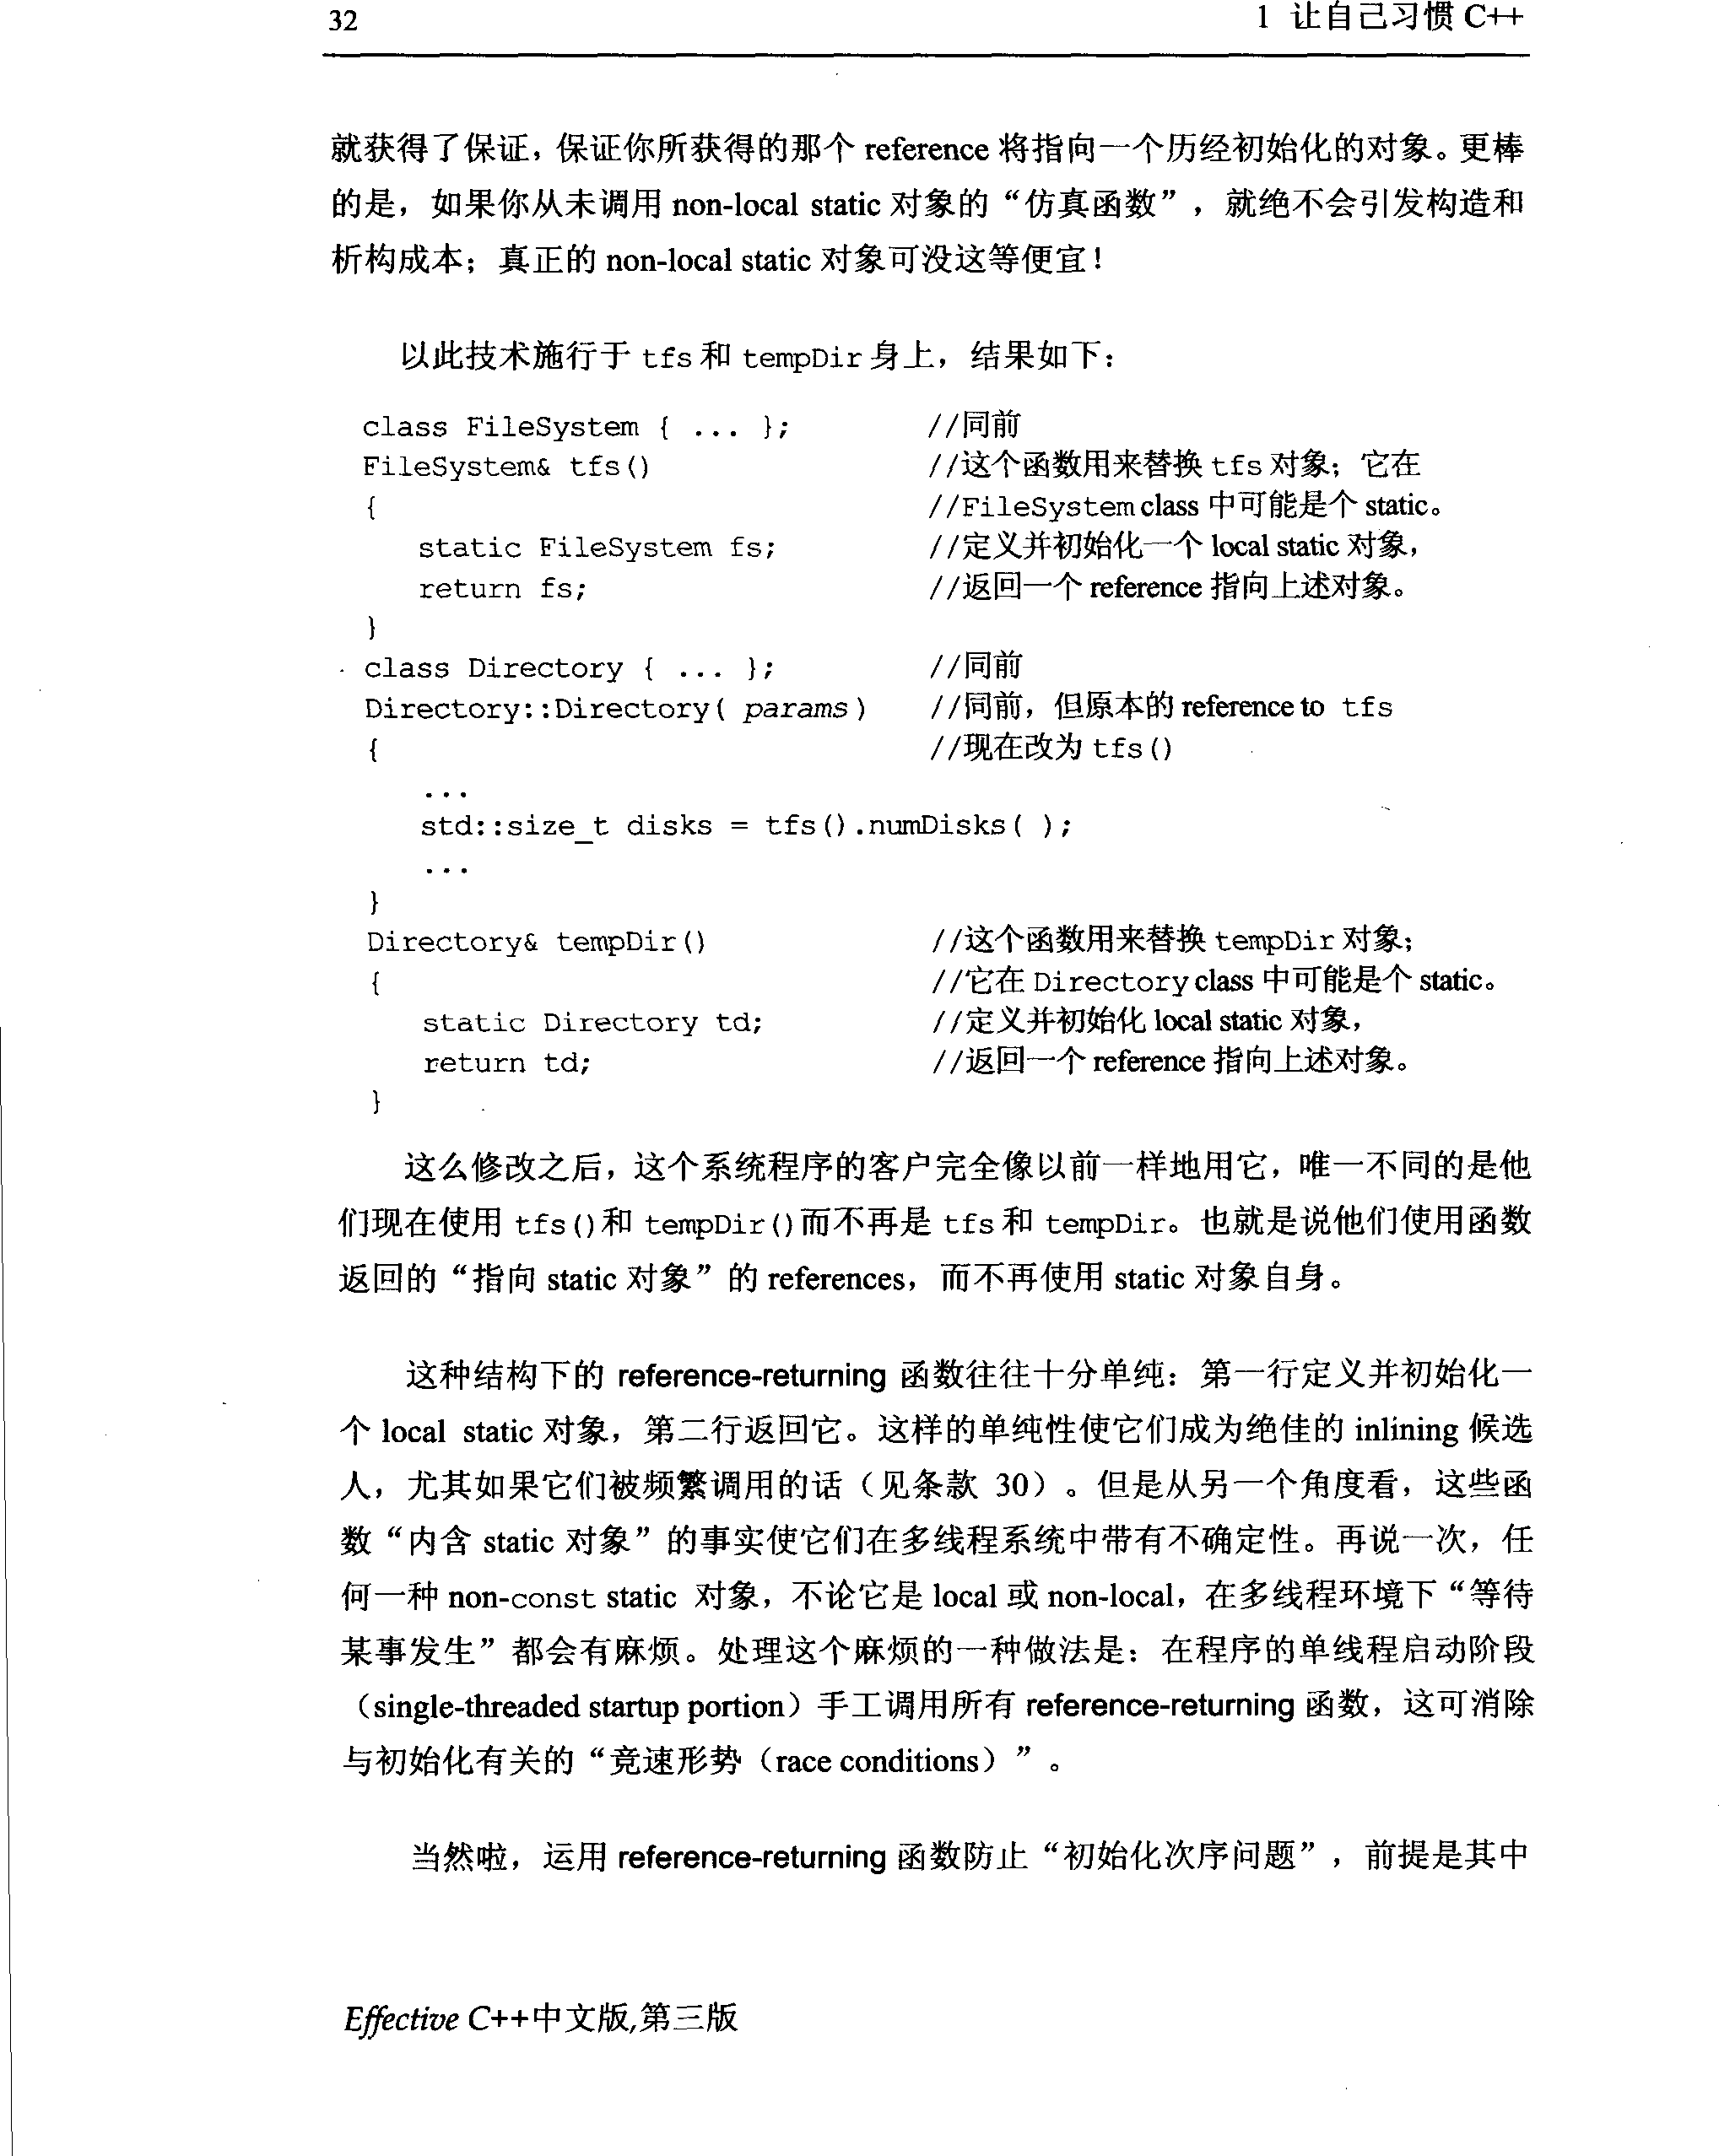 32
1 让自己习惯 C++
就获得了保证，保证你所获得的那个 reference 将指向一个历经初始化的对象。更棒
的是，如果你从未调用 non-local static 对象的“仿真函数”，就绝不会引发构造和
析构成本；真正的 non-local static 对象可没这等便宜！
以此技术施行于 tfs 和 tempDir 身上，结果如下：
class FileSystem { ... }; //同前
FileSystem& tfs() //这个函数用来替换 tfs 对象；它在
{ //FileSystem class 中可能是个 static。
static FileSystem fs; //定义并初始化一个 local static 对象，
return fs; //返回一个 reference 指向上述对象。
}
class Directory { ... }; //同前
Directory::Directory( params) //同前，但原本的 reference to tfs
{ //现在改为 tfs()
...
std::size_t disks = tfs().numDisks( );
...
}
Directory& tempDir() //这个函数用来替换 tempDir 对象；
{ //它在 Directory class 中可能是个 static。
static Directory td; //定义并初始化 local static 对象，
return td; //返回一个 reference 指向上述对象。
}
这么修改之后，这个系统程序的客户完全像以前一样地用它，唯一不同的是他
们现在使用 tfs()和 tempDir()而不再是 tfs 和 tempDir。也就是说他们使用函数
返回的“指向 static 对象”的 references，而不再使用 static 对象自身。
这种结构下的 reference-returning 函数往往十分单纯：第一行定义并初始化一
个 local static 对象，第二行返回它。这样的单纯性使它们成为绝佳的 inlining 候选
人，尤其如果它们被频繁调用的话（见条款 30）。但是从另一个角度看，这些函
数“内含 static 对象”的事实使它们在多线程系统中带有不确定性。再说一次，任
何一种 non-const static 对象，不论它是 local 或 non-local，在多线程环境下“等待
某事发生”都会有麻烦。处理这个麻烦的一种做法是：在程序的单线程启动阶段
（single-threaded startup portion）手工调用所有 reference-returning 函数，这可消除
与初始化有关的“竞速形势（race conditions）”。
当然啦，运用 reference-returning 函数防止“初始化次序问题”，前提是其中
Effective C++中文版,第三版